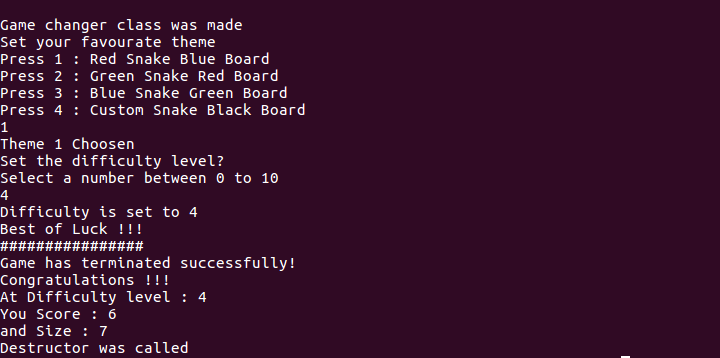 Game changer class was made
Set your favourate theme
Press 1 : Red Snake Blue Board
Press 2 : Green Snake Red Board
Press 3 : Blue Snake Green Board
Press 4 : Custom Snake Black Board
1
Theme 1 Choosen
Set the difficulty level?
Select a number between 0 to 10
4
Difficulty is set to 4
Best of Luck !!!
################
Game has terminated successfully!
Congratulations !!!
At Difficulty level : 4
You Score : 6
and Size : 7
Destructor was called